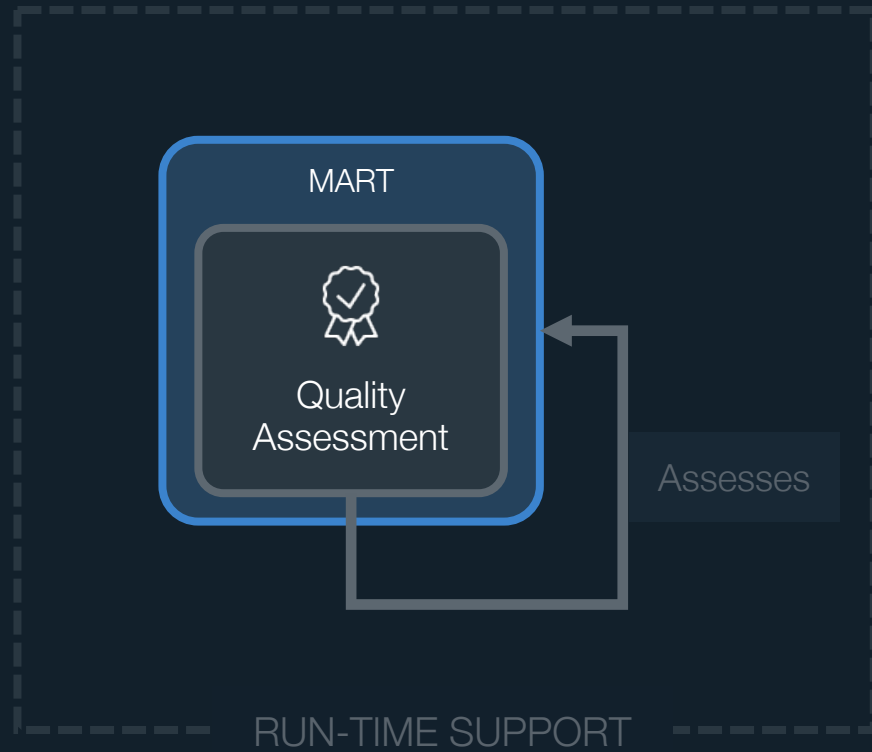 MART
Quality
Assessment
Assesses
RUN-TIME SUPPORT